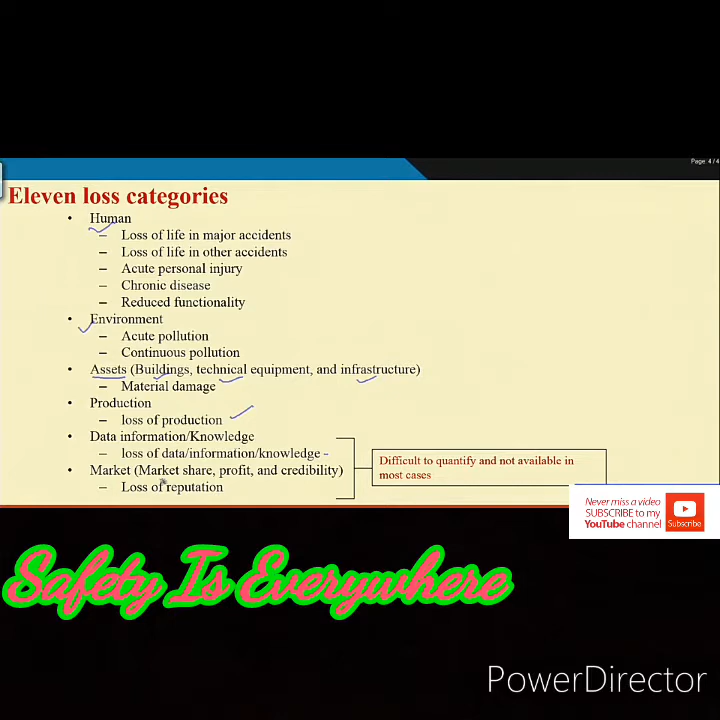 Page: 4 / 4
Eleven loss categories
• Human
– Loss of life in major accidents
– Loss of life in other accidents
– Acute personal injury
– Chronic disease
– Reduced functionality
• Environment
– Acute pollution
– Continuous pollution
• Assets (Buildings, technical equipment, and infrastructure)
– Material damage
• Production
– loss of production
• Data information/Knowledge
– loss of data/information/knowledge
• Market (Market share, profit, and credibility)
– Loss of reputation
Difficult to quantify and not available in
most cases
Never miss a video
SUBSCRIBE to my
YouTube channel
Subscribe
Safety Is Everywhere
PowerDirector